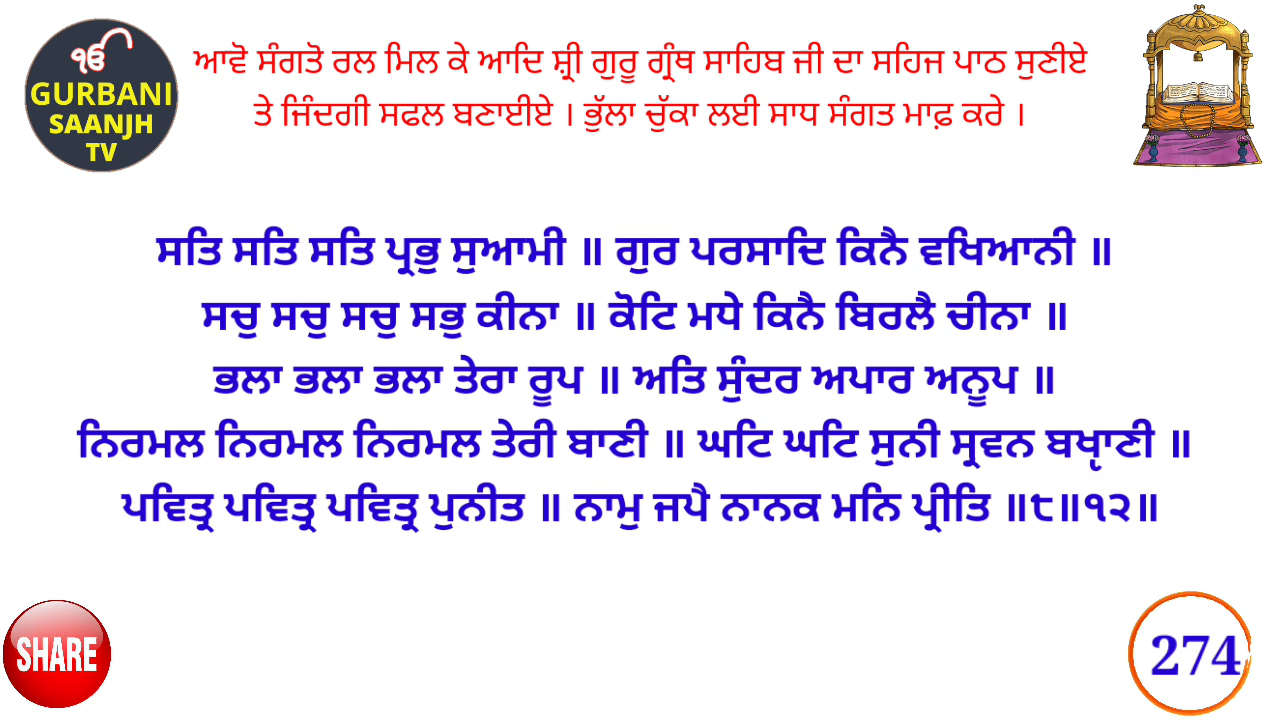 ੴ
GURBANI
SAANJH
TV
ਆਵੋ ਸੰਗਤੋ ਰਲ ਮਿਲ ਕੇ ਆਦਿ ਸ਼੍ਰੀ ਗੁਰੂ ਗ੍ਰੰਥ ਸਾਹਿਬ ਜੀ ਦਾ ਸਹਿਜ ਪਾਠ ਸੁਣੀਏ
ਤੇ ਜਿੰਦਗੀ ਸਫਲ ਬਣਾਈਏ । ਭੁੱਲਾ ਚੁੱਕਾ ਲਈ ਸਾਧ ਸੰਗਤ ਮਾਫ਼ ਕਰੇ ।
ਸਤਿ ਸਤਿ ਸਤਿ ਪ੍ਰਭੁ ਸੁਆਮੀ ॥ ਗੁਰ ਪਰਸਾਦਿ ਕਿਨੈ ਵਖਿਆਨੀ ॥
ਸਚੁ ਸਚੁ ਸਚੁ ਸਭੁ ਕੀਨਾ ॥ ਕੋਟਿ ਮਧੇ ਕਿਨੈ ਬਿਰਲੈ ਚੀਨਾ ॥
ਭਲਾ ਭਲਾ ਭਲਾ ਤੇਰਾ ਰੂਪ ॥ ਅਤਿ ਸੁੰਦਰ ਅਪਾਰ ਅਨੂਪ ॥
ਨਿਰਮਲ ਨਿਰਮਲ ਨਿਰਮਲ ਤੇਰੀ ਬਾਣੀ ॥ ਘਟਿ ਘਟਿ ਸੁਨੀ ਸ੍ਰਵਨ ਬਖੵਾਣੀ ॥
ਪਵਿਤ੍ਰ ਪਵਿਤ੍ਰ ਪਵਿਤ੍ਰ ਪੁਨੀਤ ॥ ਨਾਮੁ ਜਪੈ ਨਾਨਕ ਮਨਿ ਪ੍ਰੀਤਿ ॥੮॥੧੨॥
SHARE
274